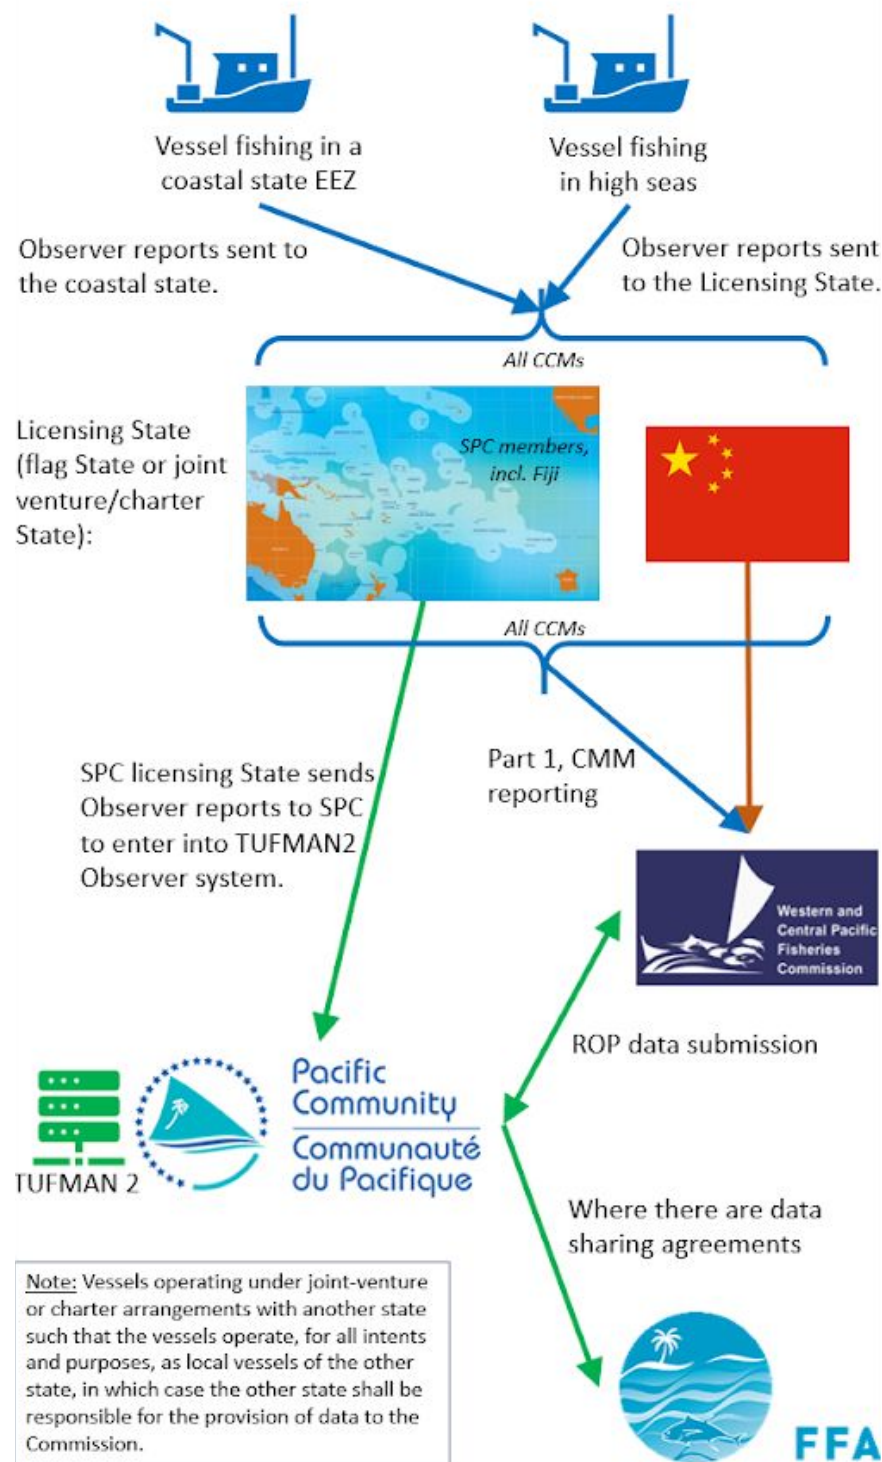 Vessel fishing in a
coastal state EEZ
Vessel fishing
in high seas
Observer reports sent to
the coastal state.
Observer reports sent
to the Licensing State.
All CCMs
Licensing State
(flag State or joint
venture/charter
State):
SPC members,
incl. Fiji
All CCMs
SPC licensing State sends
Observer reports to SPC
to enter into TUFMAN2
Observer system.
Part 1, CMM
reporting
Western and
Central Pacific
Fisheries
Commission
ROP data submission
Pacific
Community
Communauté
du Pacifique
TUFMAN 2
Where there are data
sharing agreements
Note: Vessels operating under joint-venture
or charter arrangements with another state
such that the vessels operate, for all intents
and purposes, as local vessels of the other
state, in which case the other state shall be
responsible for the provision of data to the
Commission.
FFA